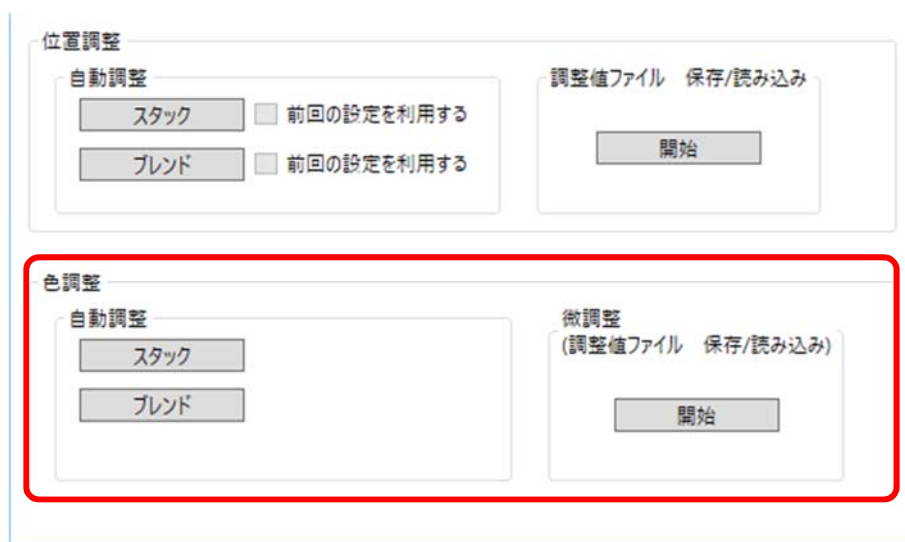 位置調整
自動調整
スタック　前回の設定を利用する
ブレンド　前回の設定を利用する
調整値ファイル　保存/読み込み
開始
色調整
自動調整
スタック
ブレンド
微調整
(調整値ファイル　保存/読み込み)
開始